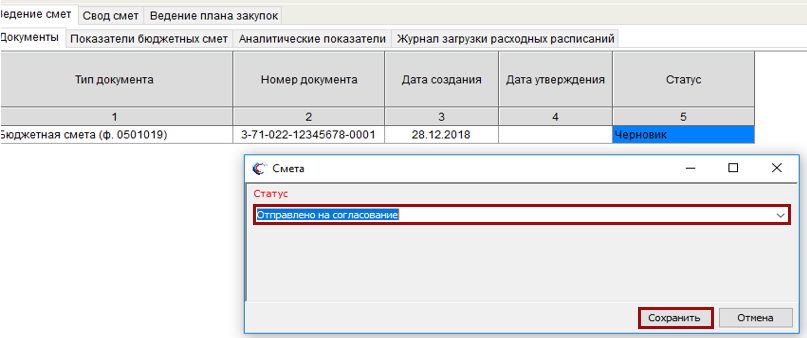 Ведение смет Свод смет Ведение плана закупок
Документы Показатели бюджетных смет Аналитические показатели Журнал загрузки расходных расписаний
Тип документа Номер документа Дата создания Дата утверждения Статус
1 2 3 4 5
Бюджетная смета (ф. 0501019) 3-71-022-12345678-0001 28.12.2018 Черновик
Смета
Статус
Отправлено на согласование
Сохранить Отмена